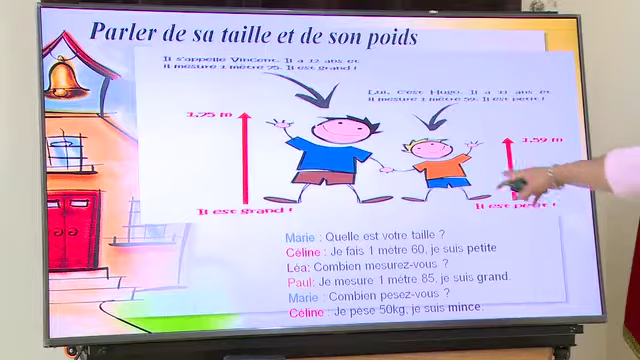 Parler de sa taille et de son poids
Il s'appelle Vincent. Il a 12 ans et
il mesure 1 mètre 75. Il est grand !
Lui, c'est Hugo. Il a 11 ans et
il mesure 1 mètre 59. Il est petit !
1,75 m
1,59 m
Il est grand !
Il est petit !
Marie : Quelle est votre taille ?
Céline : Je fais 1 mètre 60, je suis petite
Léa: Combien mesurez-vous ?
Paul: Je mesure 1 mètre 85, je suis grand.
Marie : Combien pesez-vous ?
Céline : Je pèse 50kg, je suis mince.